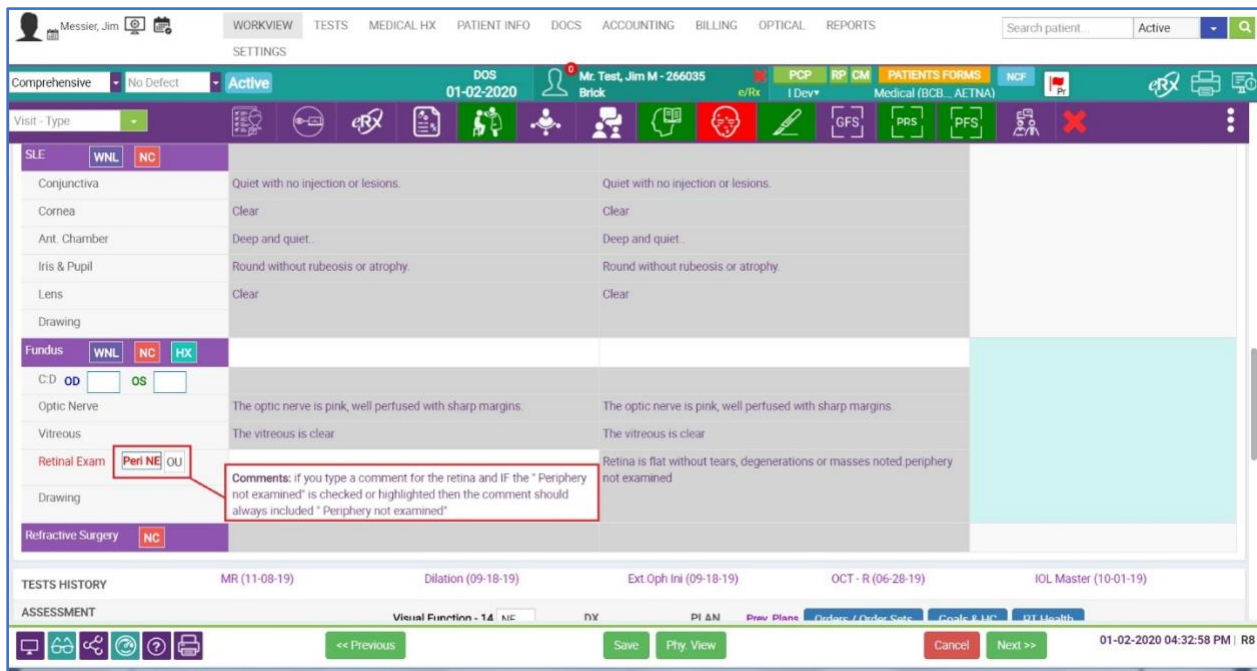 Messier, Jim WORKVIEW TESTS MEDICAL HX PATIENT INFO DOCS ACCOUNTING BILLING OPTICAL REPORTS Search patient... Active
SETTINGS
Comprehensive No Defect Active DOS 01-02-2020 0 Mr. Test, Jim M - 266035 Brick e/Rx PCP I Dev RP CM PATIENTS FORMS Medical (BCB... AETNA) NCF Pr eRX
Visit - Type eRX GFS PRS PFS
SLE WNL NC
Conjunctiva Quiet with no injection or lesions. Quiet with no injection or lesions.
Cornea Clear Clear
Ant. Chamber Deep and quiet.. Deep and quiet..
Iris & Pupil Round without rubeosis or atrophy. Round without rubeosis or atrophy.
Lens Clear Clear
Drawing
Fundus WNL NC HX
C:D OD OS
Optic Nerve The optic nerve is pink, well perfused with sharp margins. The optic nerve is pink, well perfused with sharp margins.
Vitreous The vitreous is clear The vitreous is clear
Retinal Exam Peri NE OU Retina is flat without tears, degenerations or masses noted periphery
not examined
Comments: if you type a comment for the retina and IF the " Periphery
not examined" is checked or highlighted then the comment should
always included " Periphery not examined"
Drawing
Refractive Surgery NC
TESTS HISTORY MR (11-08-19) Dilation (09-18-19) Ext.Oph Ini (09-18-19) OCT - R (06-28-19) IOL Master (10-01-19)
ASSESSMENT Visual Function - 14 NE DX PLAN Prev. Plans Orders / Order Sets Goals & HC PT Health
<< Previous Save Phy. View Cancel Next >> 01-02-2020 04:32:58 PM | R8